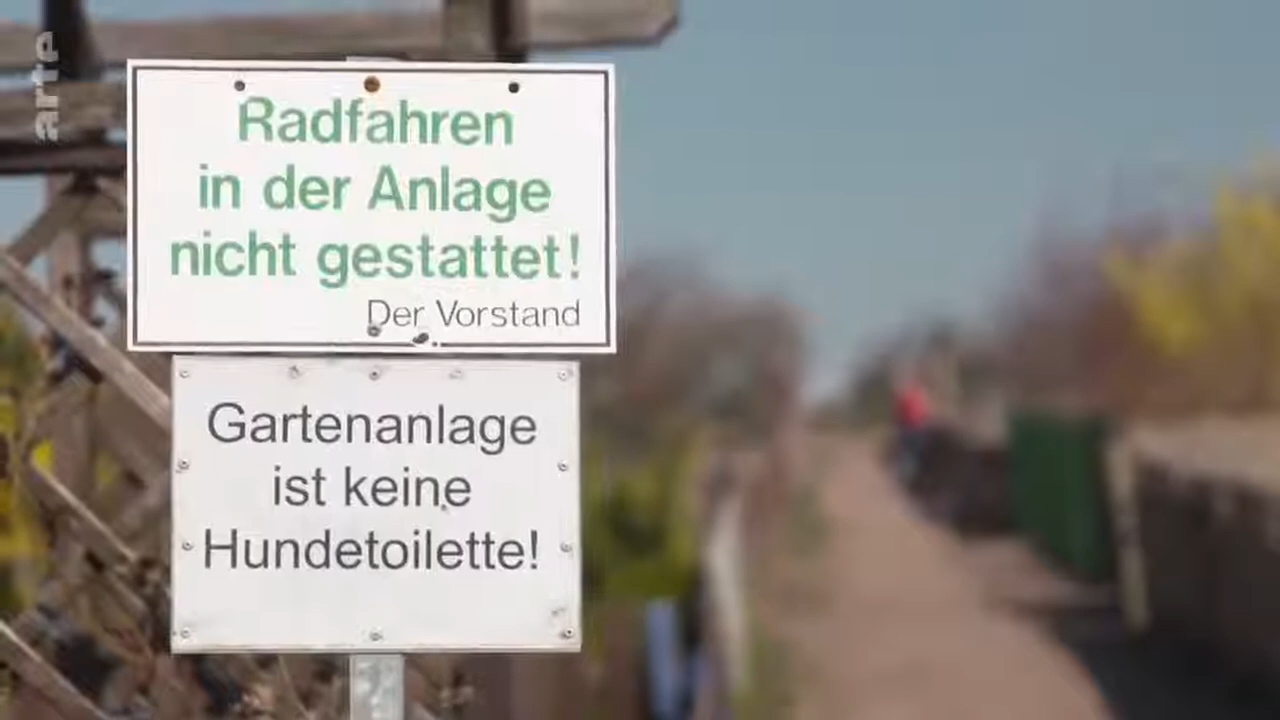 arte
Radfahren
in der Anlage
nicht gestattet!
Der Vorstand
Gartenanlage
ist keine
Hundetoilette!